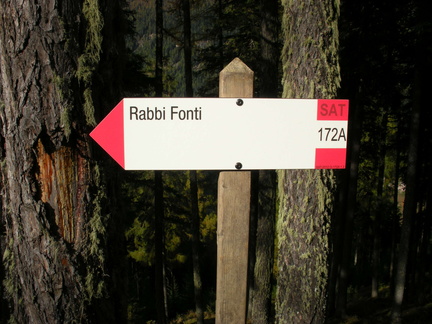 Rabbi Fonti
SAT
172A